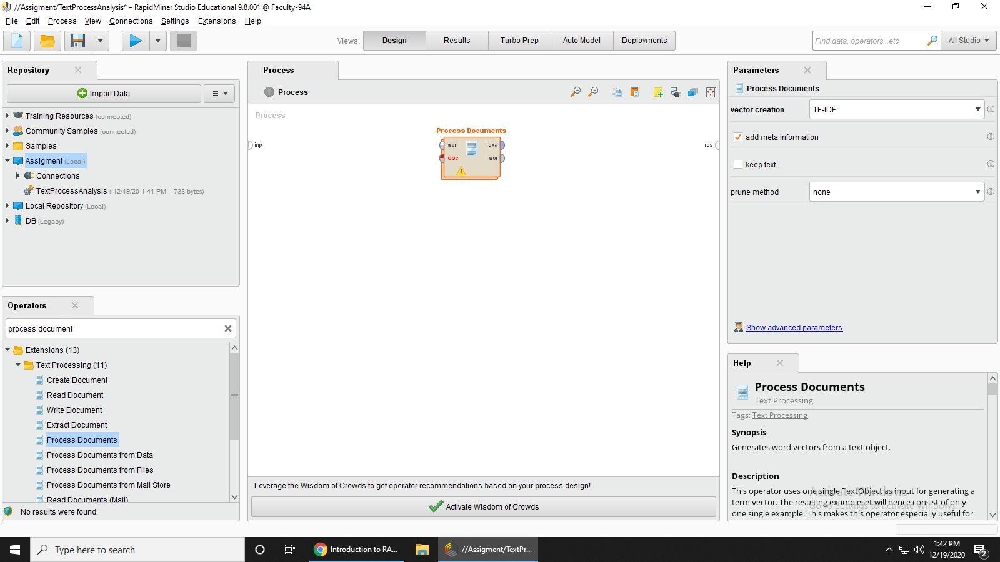 //Assigment/TextProcessAnalysis* – RapidMiner Studio Educational 9.8.001 @ Faculty-94A
File Edit Process View Connections Settings Extensions Help
Views: Design Results Turbo Prep Auto Model Deployments
Find data, operators...etc
All Studio
Repository
Import Data
Training Resources (connected)
Community Samples (connected)
Samples
Assigment (Local)
Connections
TextProcessAnalysis ( 12/19/20 1:41 PM – 733 bytes)
Local Repository (Local)
DB (Legacy)
Operators
process document
Extensions (13)
Text Processing (11)
Create Document
Read Document
Write Document
Extract Document
Process Documents
Process Documents from Data
Process Documents from Files
Process Documents from Mail Store
Read Documents (Mail)
No results were found.
Process
Process
Process
Process Documents
inp
wor exa
doc wor
res
Leverage the Wisdom of Crowds to get operator recommendations based on your process design!
Activate Wisdom of Crowds
Parameters
Process Documents
vector creation TF-IDF
add meta information
keep text
prune method none
Show advanced parameters
Help
Process Documents
Text Processing
Tags: Text Processing
Synopsis
Generates word vectors from a text object.
Description
This operator uses one single TextObject as input for generating a
term vector. The resulting exampleset will hence consist of only
one single example. This makes this operator especially useful for
Activate Windows
Go to Settings to activate Windows.
Type here to search
Introduction to RA...
//Assigment/TextPr...
1:42 PM
12/19/2020
2